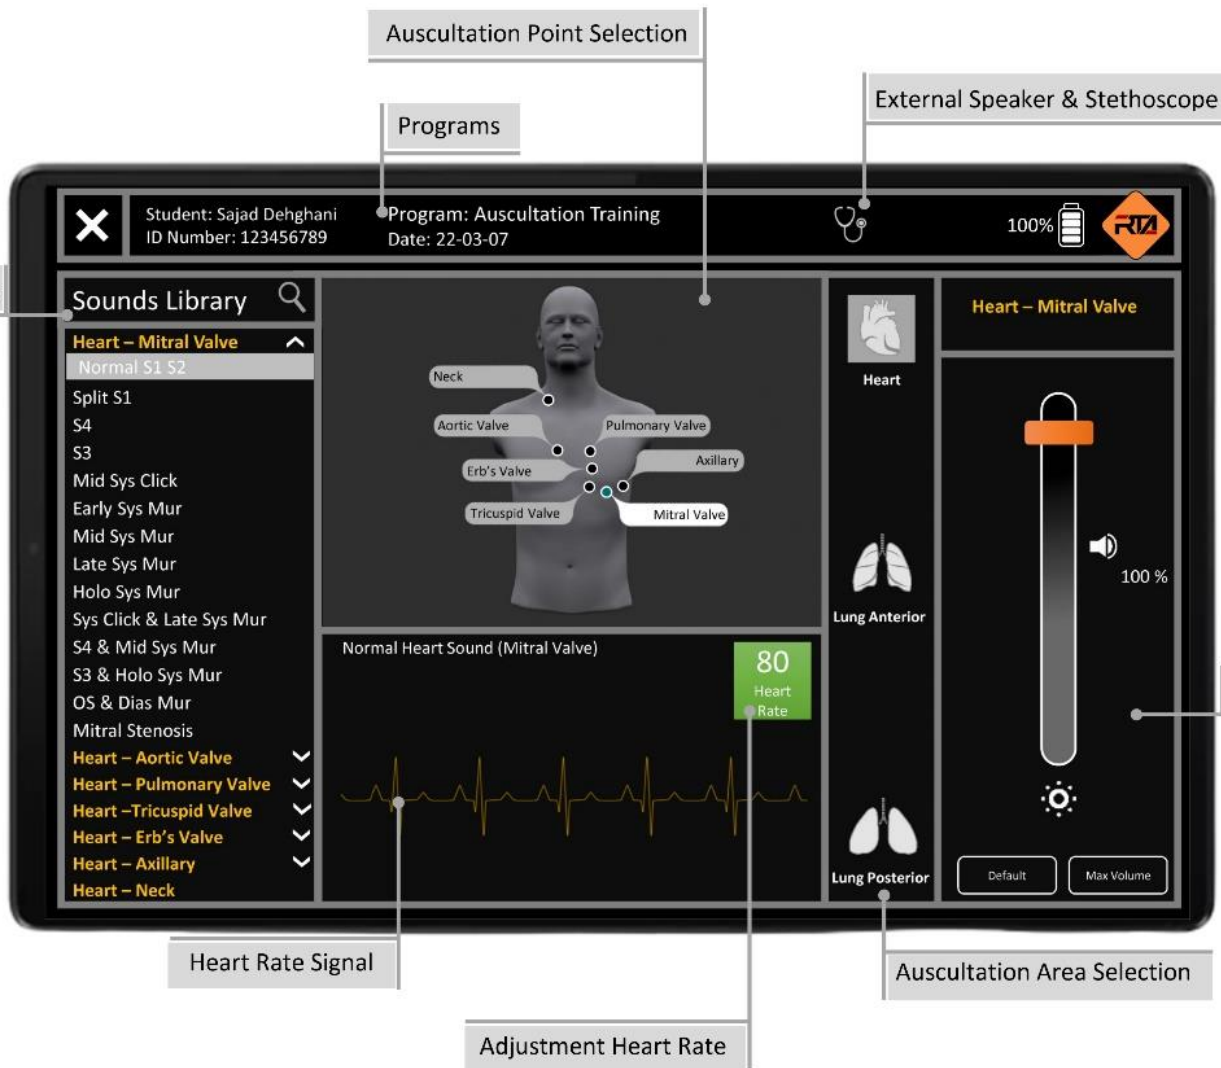 Auscultation Point Selection
External Speaker & Stethoscope
Programs
Student: Sajad Dehghani
ID Number: 123456789
Program: Auscultation Training
Date: 22-03-07
100%
RTA
Sounds Library
Heart – Mitral Valve
Normal S1 S2
Split S1
S4
S3
Mid Sys Click
Early Sys Mur
Mid Sys Mur
Late Sys Mur
Holo Sys Mur
Sys Click & Late Sys Mur
S4 & Mid Sys Mur
S3 & Holo Sys Mur
OS & Dias Mur
Mitral Stenosis
Heart – Aortic Valve
Heart – Pulmonary Valve
Heart –Tricuspid Valve
Heart – Erb’s Valve
Heart – Axillary
Heart – Neck
Neck
Aortic Valve
Pulmonary Valve
Erb's Valve
Axillary
Tricuspid Valve
Mitral Valve
Normal Heart Sound (Mitral Valve)
80
Heart
Rate
Heart
Lung Anterior
Lung Posterior
Heart – Mitral Valve
100 %
Default
Max Volume
Heart Rate Signal
Auscultation Area Selection
Adjustment Heart Rate